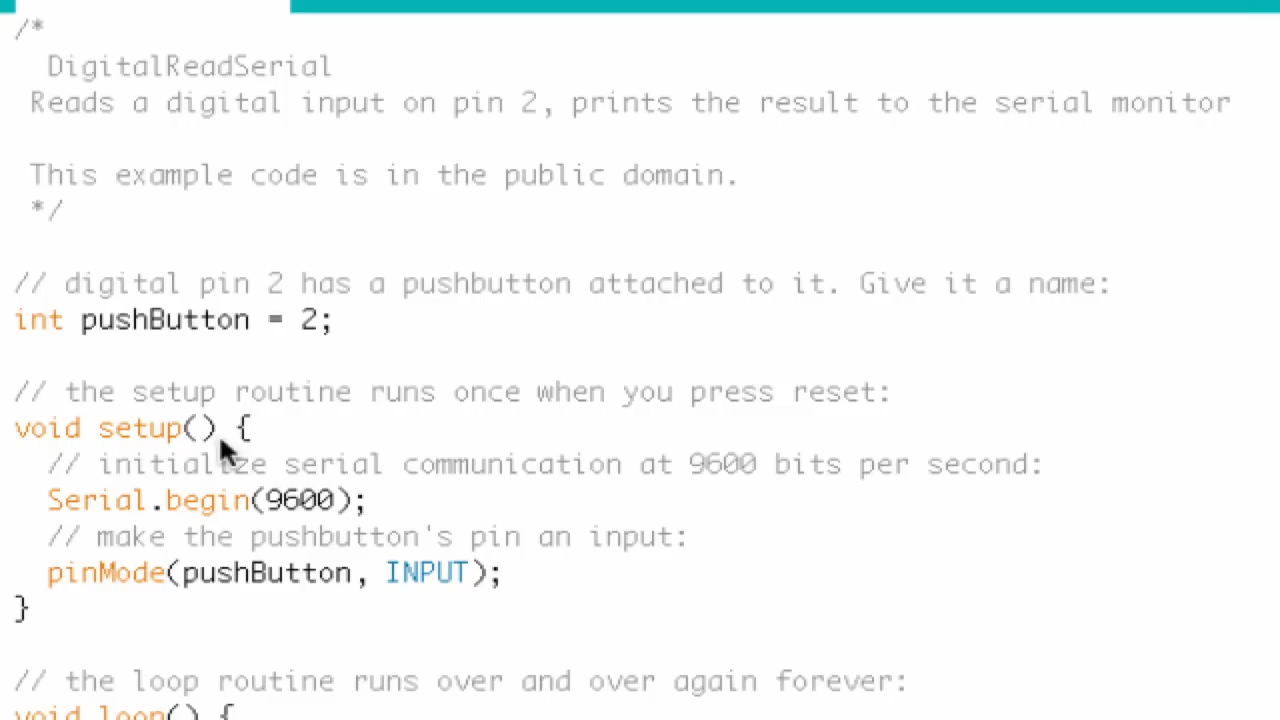 /*
DigitalReadSerial
Reads a digital input on pin 2, prints the result to the serial monitor
This example code is in the public domain.
*/
// digital pin 2 has a pushbutton attached to it. Give it a name:
int pushButton = 2;
// the setup routine runs once when you press reset:
void setup() {
// initialize serial communication at 9600 bits per second:
Serial.begin(9600);
// make the pushbutton's pin an input:
pinMode(pushButton, INPUT);
}
// the loop routine runs over and over again forever:
void loop() {